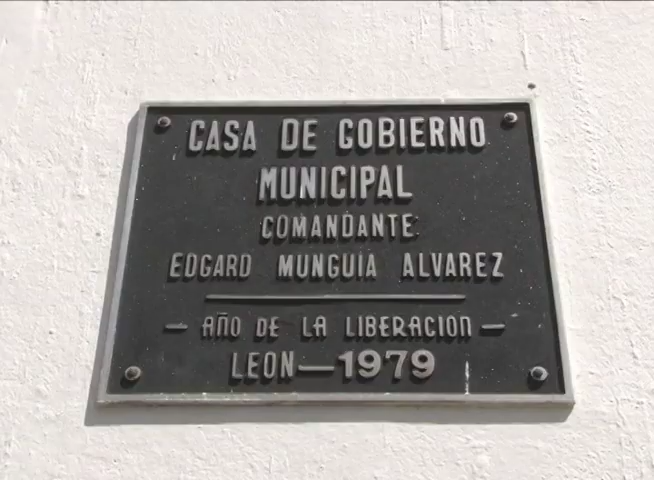 CASA DE GOBIERNO
MUNICIPAL
COMANDANTE
EDGARD MUNGUIA ALVAREZ
— AÑO DE LA LIBERACION —
LEON—1979